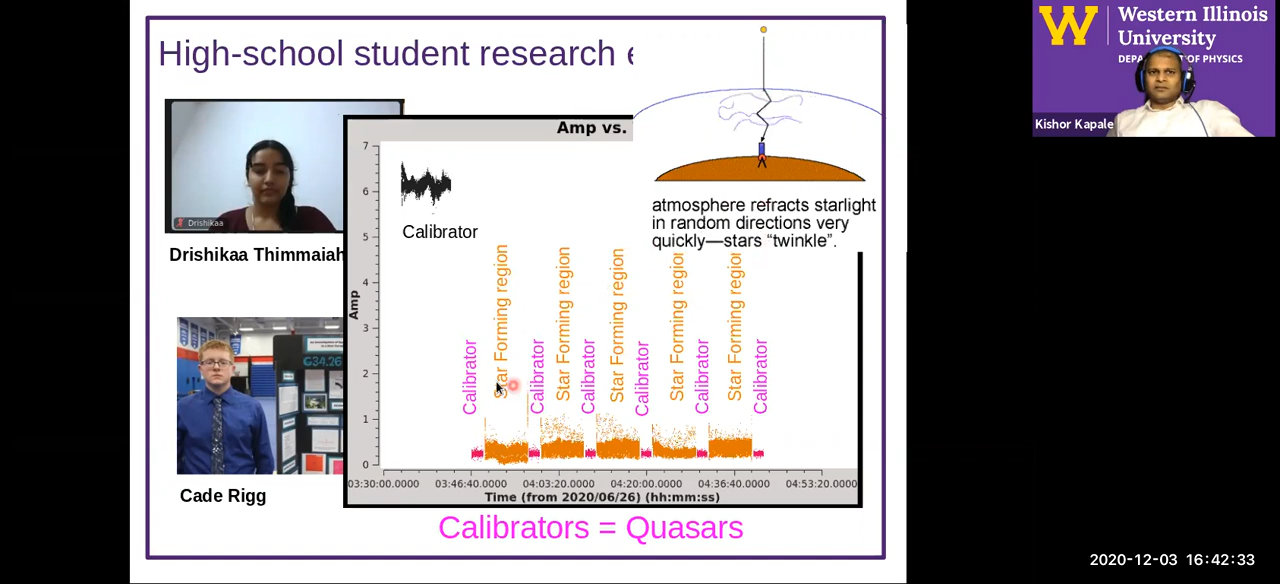 High-school student research e
Drishikaa
Drishikaa Thimmaiah
G34.26
Cade Rigg
Amp vs.
7
6
5
4
3
2
1
0
Amp
Calibrator
Calibrator
Star Forming region
Calibrator
Star Forming region
Calibrator
Star Forming region
Calibrator
Star Forming region
Calibrator
Star Forming region
Calibrator
03:30:00.0000 03:46:40.0000 04:03:20.0000 04:20:00.0000 04:36:40.0000 04:53:20.0000
Time (from 2020/06/26) (hh:mm:ss)
Calibrators = Quasars
atmosphere refracts starlight
in random directions very
quickly—stars “twinkle”.
W
Western Illinois
University
OF PHYSICS
Kishor Kapale
2020-12-03 16:42:33